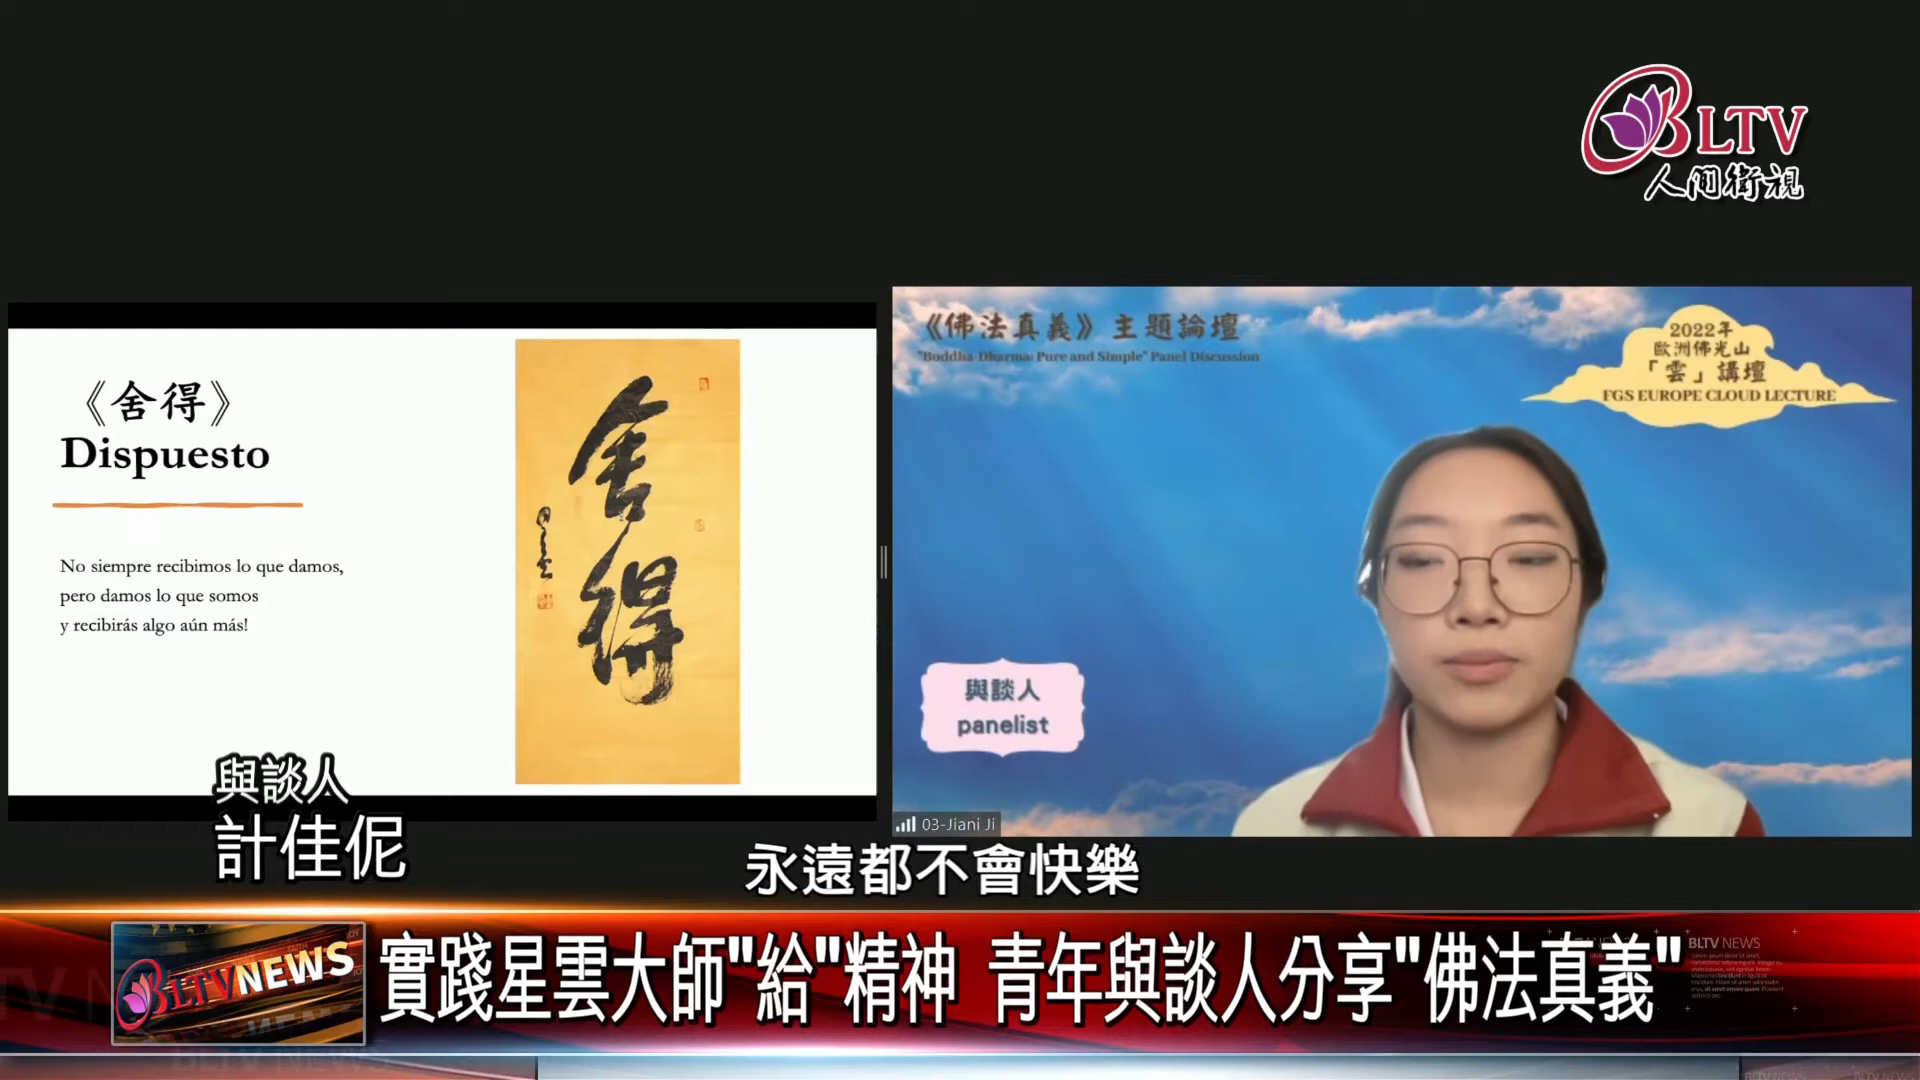 BLTV
人間衛視
《舍得》
Dispuesto
No siempre recibimos lo que damos,
pero damos lo que somos
y recibirás algo aún más!
舍得
《佛法真義》主題論壇
"Buddha-Dharma: Pure and Simple" Panel Discussion
2022年
歐洲佛光山
「雲」講壇
FGS EUROPE CLOUD LECTURE
與談人
panelist
03-Jiani Ji
與談人
計佳伲
永遠都不會快樂
BLTVNEWS
實踐星雲大師"給"精神 青年與談人分享"佛法真義"
BLTV NEWS